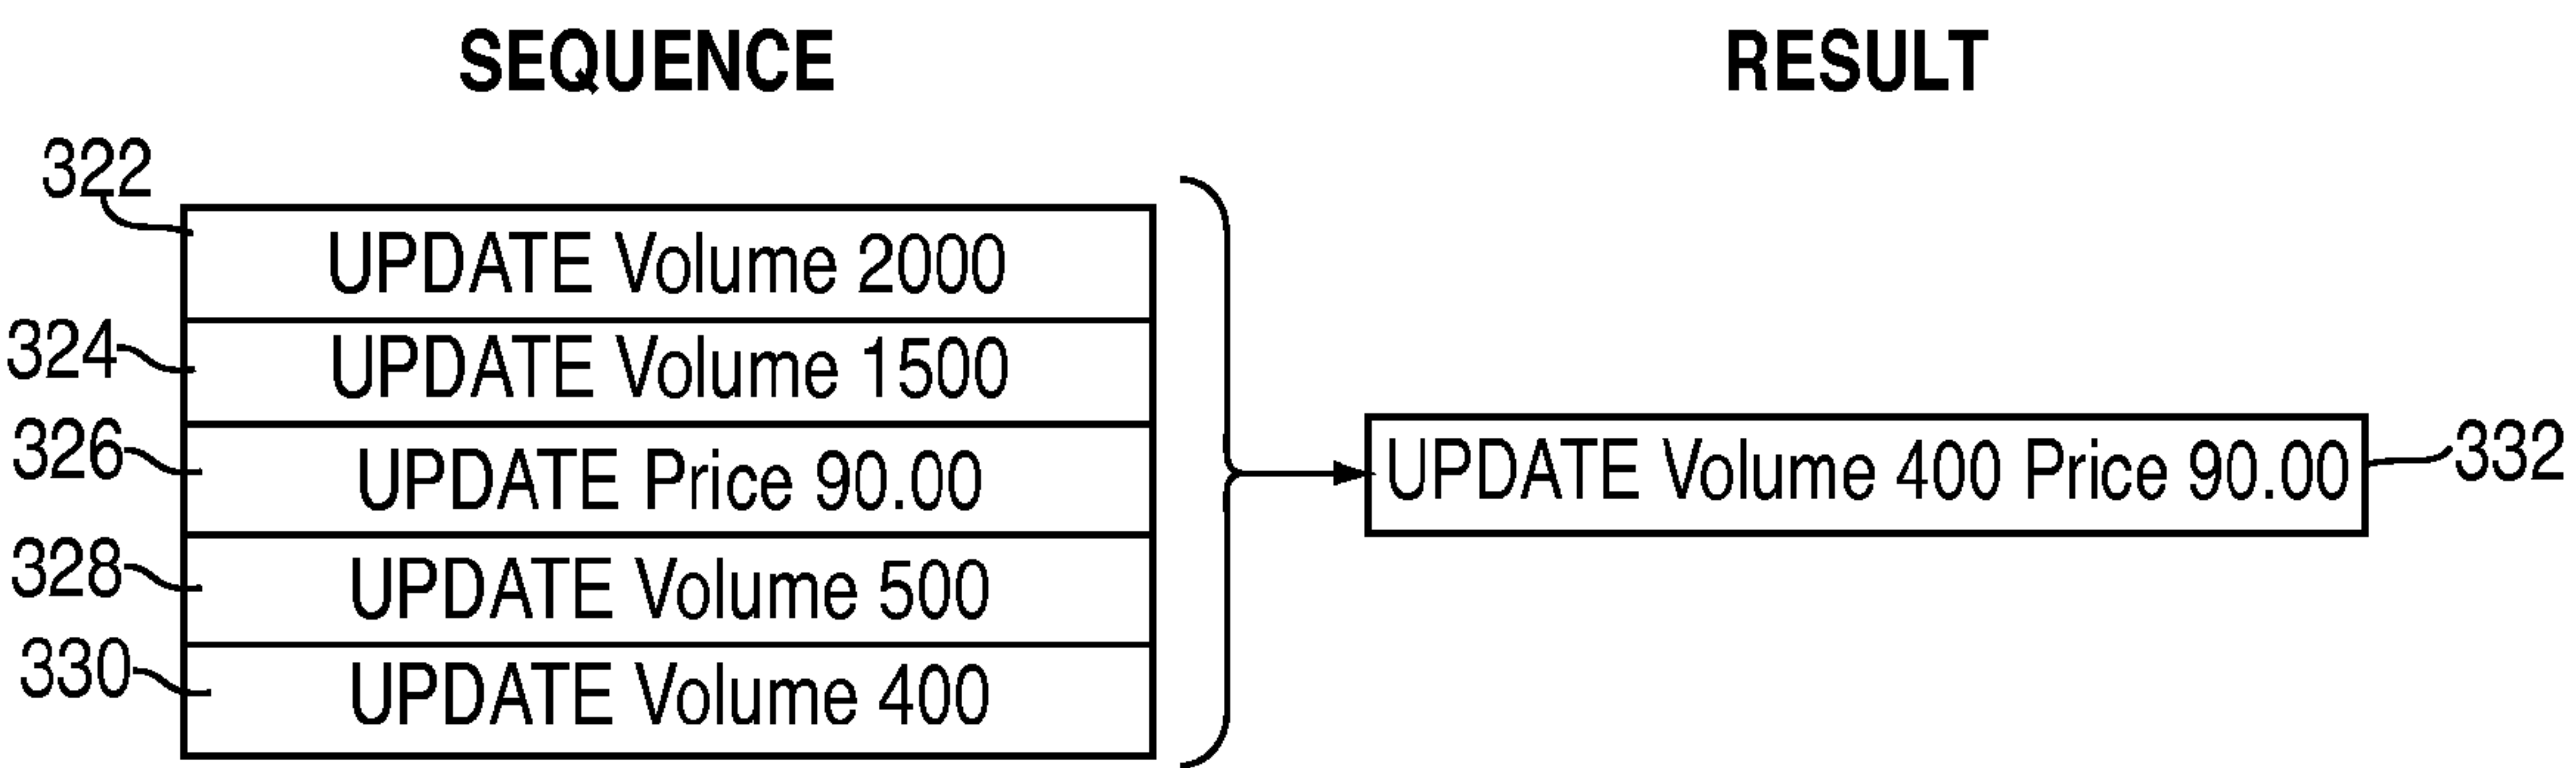 SEQUENCE RESULT
322
UPDATE Volume 2000
324 UPDATE Volume 1500
326 UPDATE Price 90.00
328 UPDATE Volume 500
330 UPDATE Volume 400
UPDATE Volume 400 Price 90.00 332